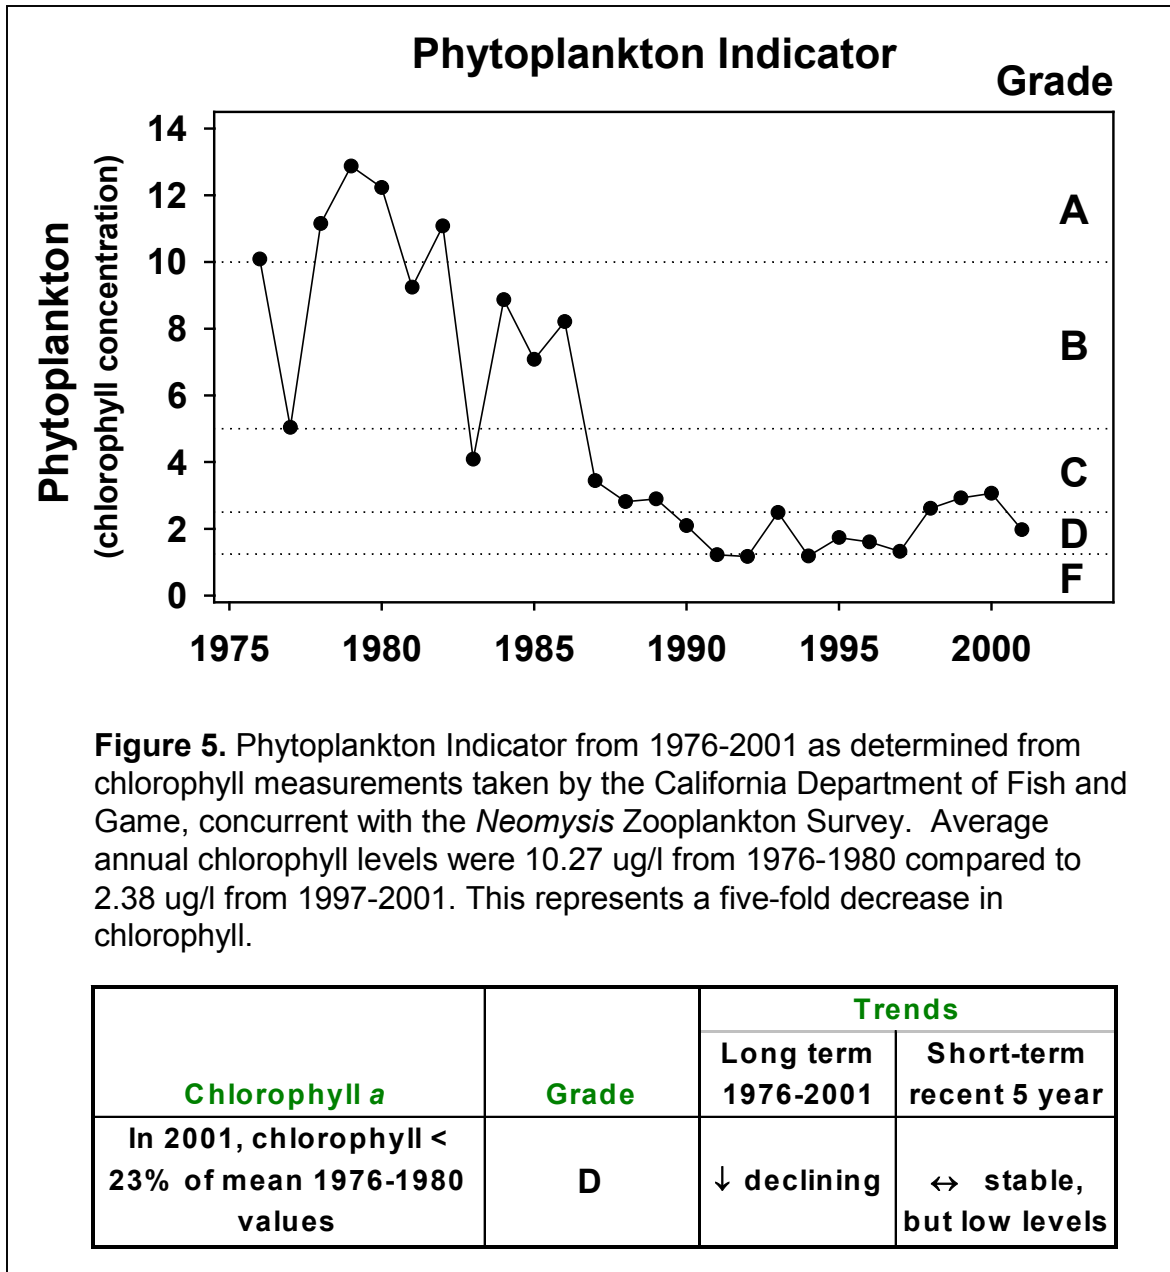 Phytoplankton Indicator
Grade
Phytoplankton
(chlorophyll concentration)
14
12
10
8
6
4
2
0
A
B
C
D
F
1975 1980 1985 1990 1995 2000
Figure 5. Phytoplankton Indicator from 1976-2001 as determined from
chlorophyll measurements taken by the California Department of Fish and
Game, concurrent with the Neomysis Zooplankton Survey. Average
annual chlorophyll levels were 10.27 ug/l from 1976-1980 compared to
2.38 ug/l from 1997-2001. This represents a five-fold decrease in
chlorophyll.
Trends
Chlorophyll a
Grade
Long term
1976-2001
Short-term
recent 5 year
In 2001, chlorophyll <
23% of mean 1976-1980
values
D
↓ declining
↔ stable,
but low levels